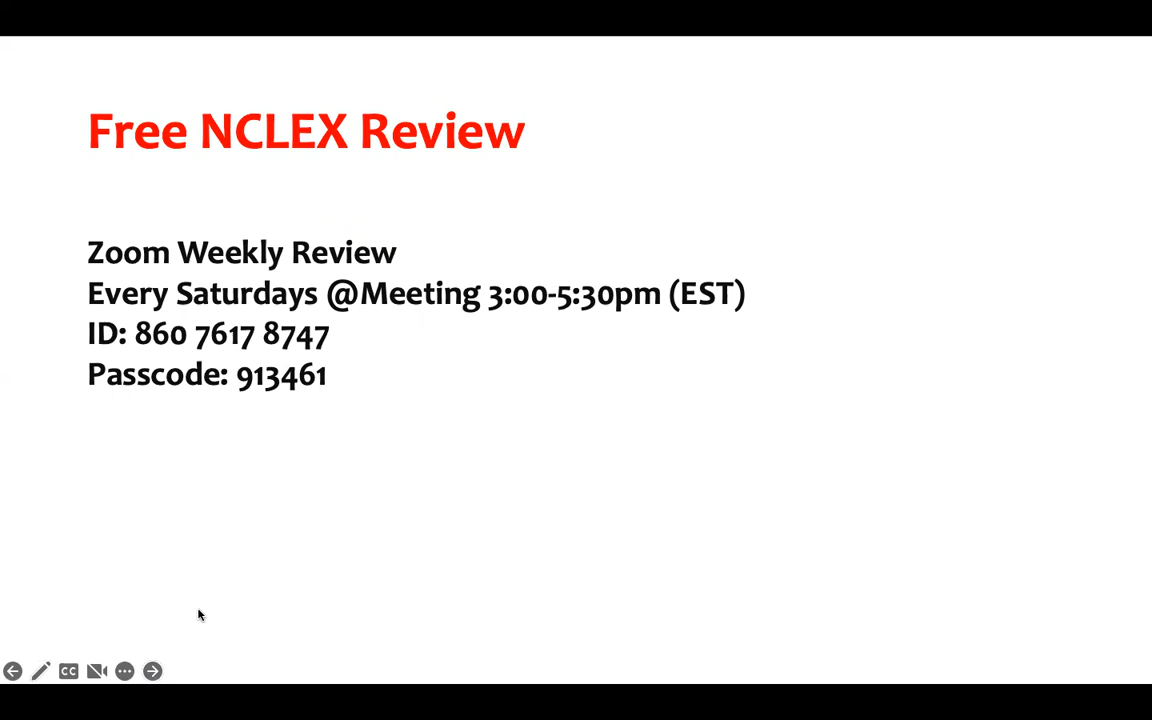 Free NCLEX Review
Zoom Weekly Review
Every Saturdays @Meeting 3:00-5:30pm (EST)
ID: 860 7617 8747
Passcode: 913461
CC